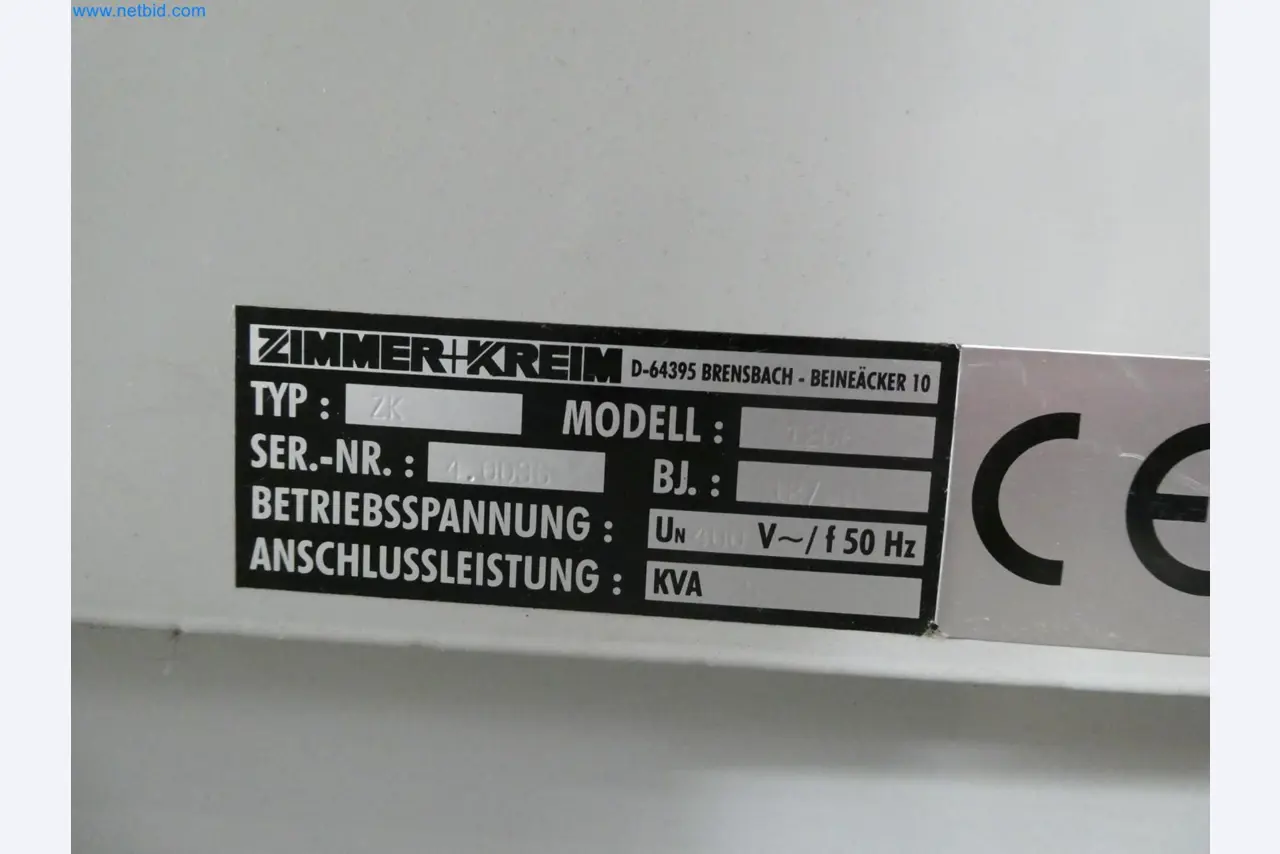 www.netbid.com
ZIMMER+KREIM D-64395 BRENSBACH - BEINEÄCKER 10
TYP : ZK MODELL :
SER.-NR. : BJ. :
BETRIEBSSPANNUNG : UN 400 V~/ f 50 Hz
ANSCHLUSSLEISTUNG : KVA
CE